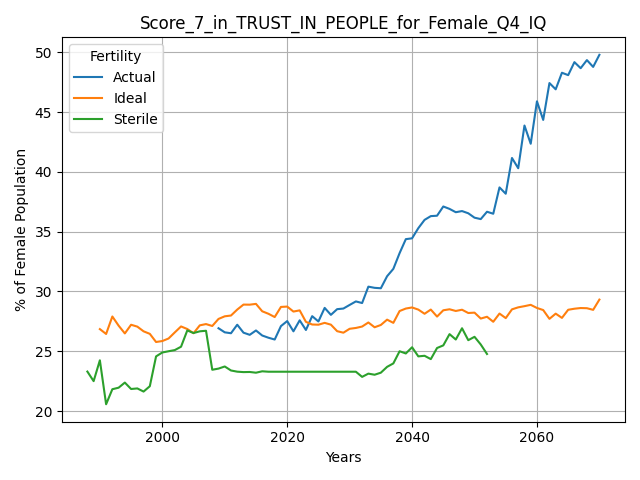 Score_7_in_TRUST_IN_PEOPLE_for_Female_Q4_IQ
Fertility
Actual
Ideal
Sterile
% of Female Population
50
45
40
35
30
25
20
2000
2020
2040
2060
Years